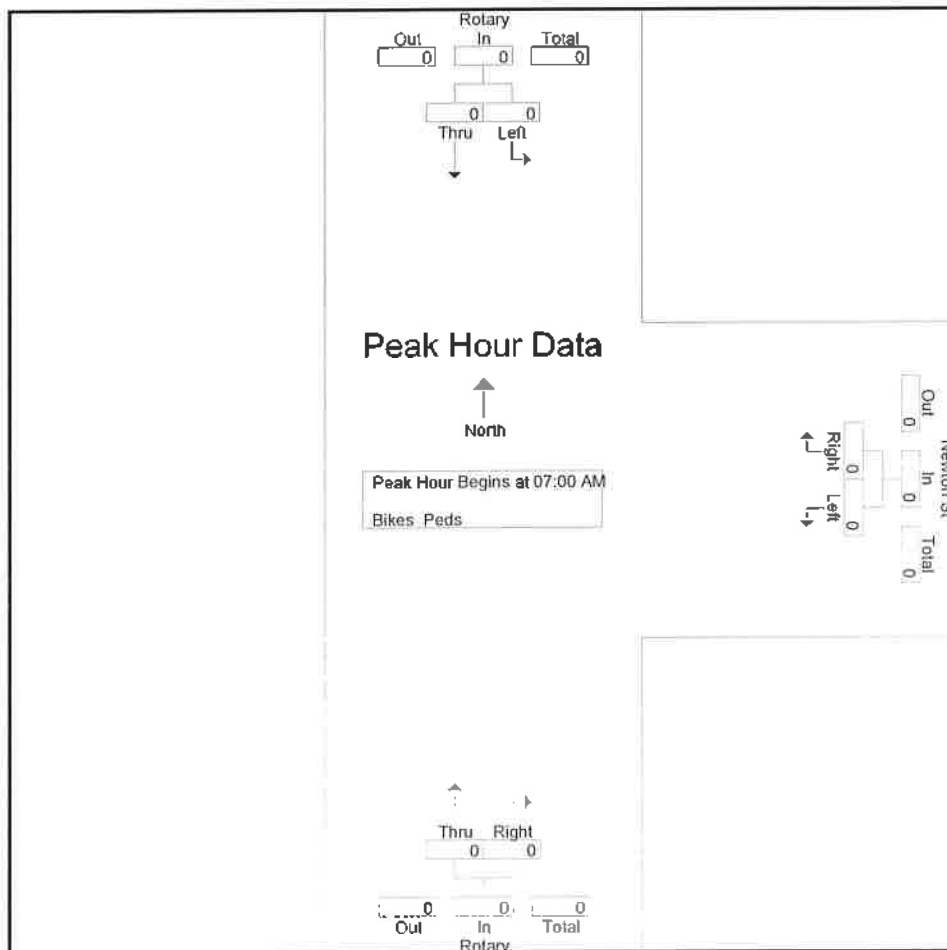 Rotary
Out In Total
0 0 0
0 0
Thru Left
Peak Hour Data
North
Peak Hour Begins at 07:00 AM
Bikes Peds
Right Left
0 0
Out In Total
0 0 0
Newton St
Thru Right
0 0
0 0 0
Out In Total
Rotary